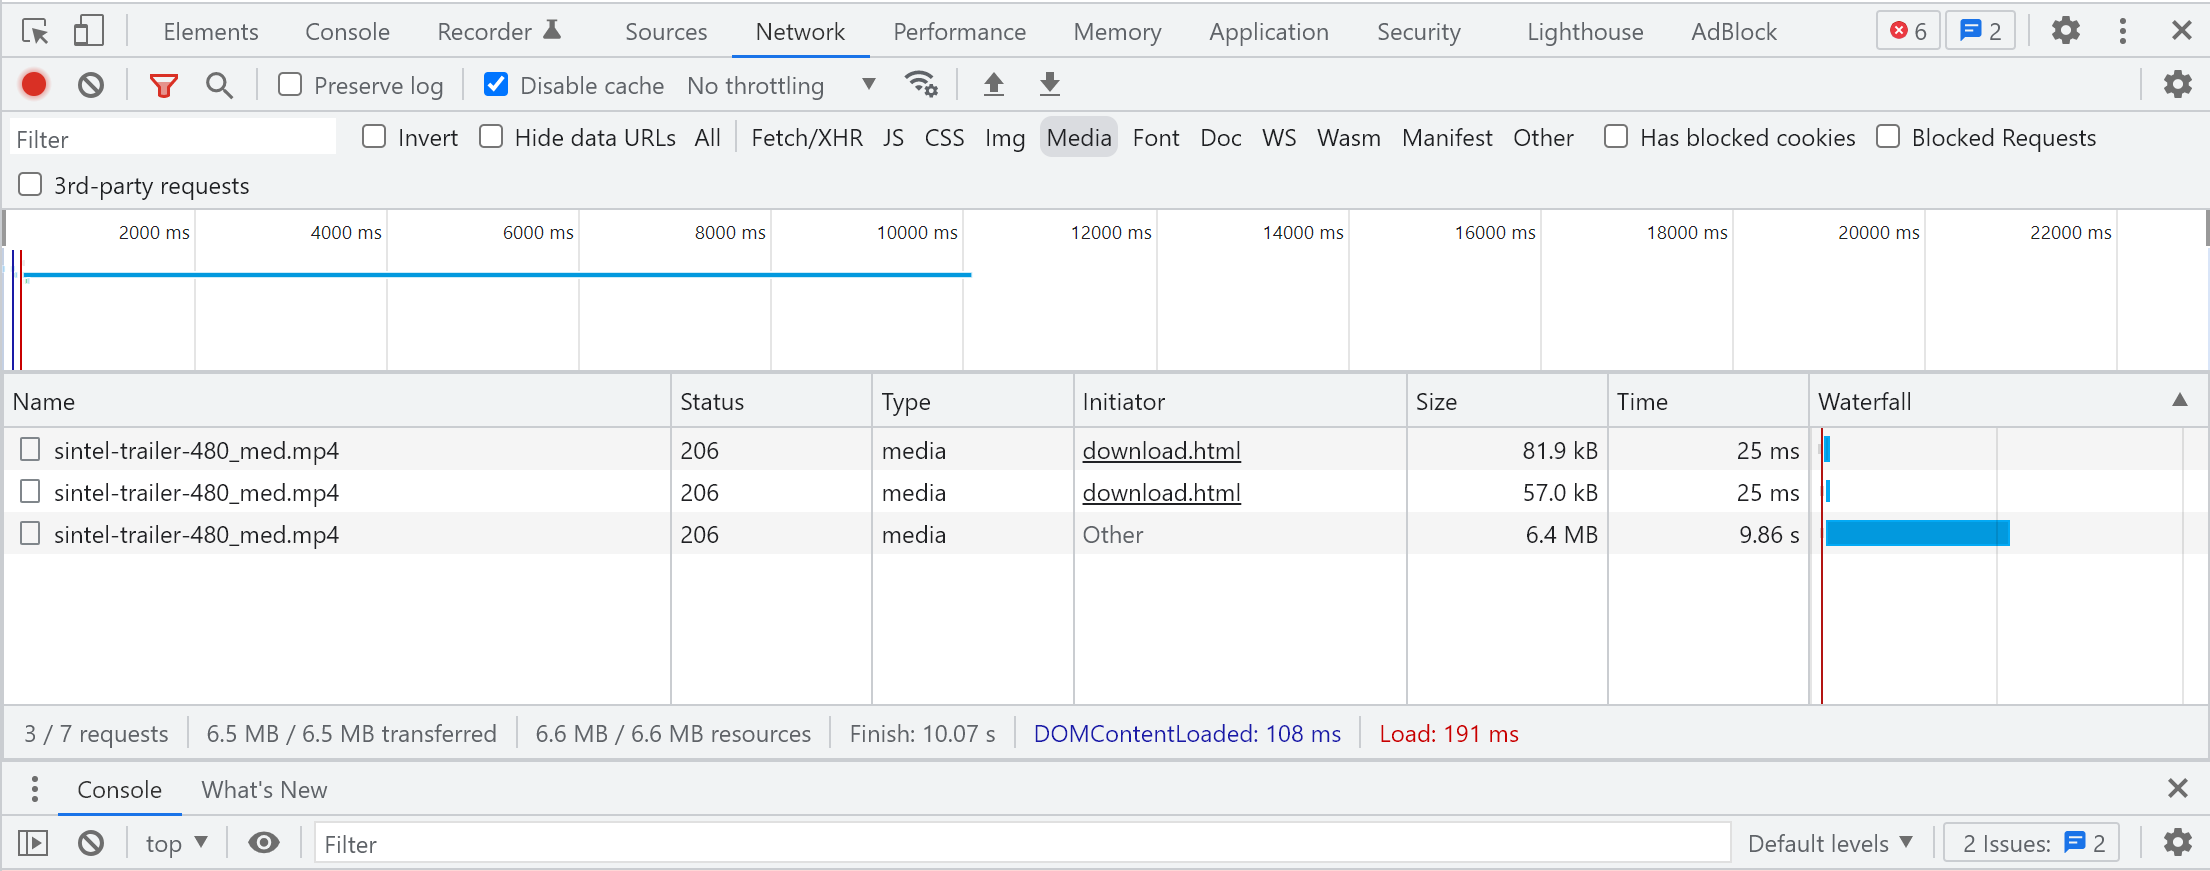 Elements Console Recorder Sources Network Performance Memory Application Security Lighthouse AdBlock 6 2
Preserve log Disable cache No throttling
Filter Invert Hide data URLs All Fetch/XHR JS CSS Img Media Font Doc WS Wasm Manifest Other Has blocked cookies Blocked Requests
3rd-party requests
2000 ms 4000 ms 6000 ms 8000 ms 10000 ms 12000 ms 14000 ms 16000 ms 18000 ms 20000 ms 22000 ms
Name Status Type Initiator Size Time Waterfall
sintel-trailer-480_med.mp4 206 media download.html 81.9 kB 25 ms
sintel-trailer-480_med.mp4 206 media download.html 57.0 kB 25 ms
sintel-trailer-480_med.mp4 206 media Other 6.4 MB 9.86 s
3 / 7 requests 6.5 MB / 6.5 MB transferred 6.6 MB / 6.6 MB resources Finish: 10.07 s DOMContentLoaded: 108 ms Load: 191 ms
Console What's New
top Filter Default levels 2 Issues: 2